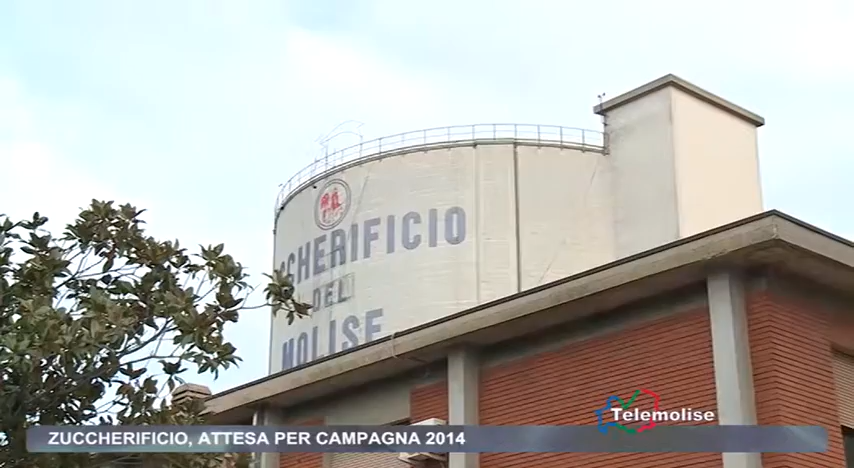 CHERIFICIO
DEL
MOLISE
Telemolise
ZUCCHERIFICIO, ATTESA PER CAMPAGNA 2014